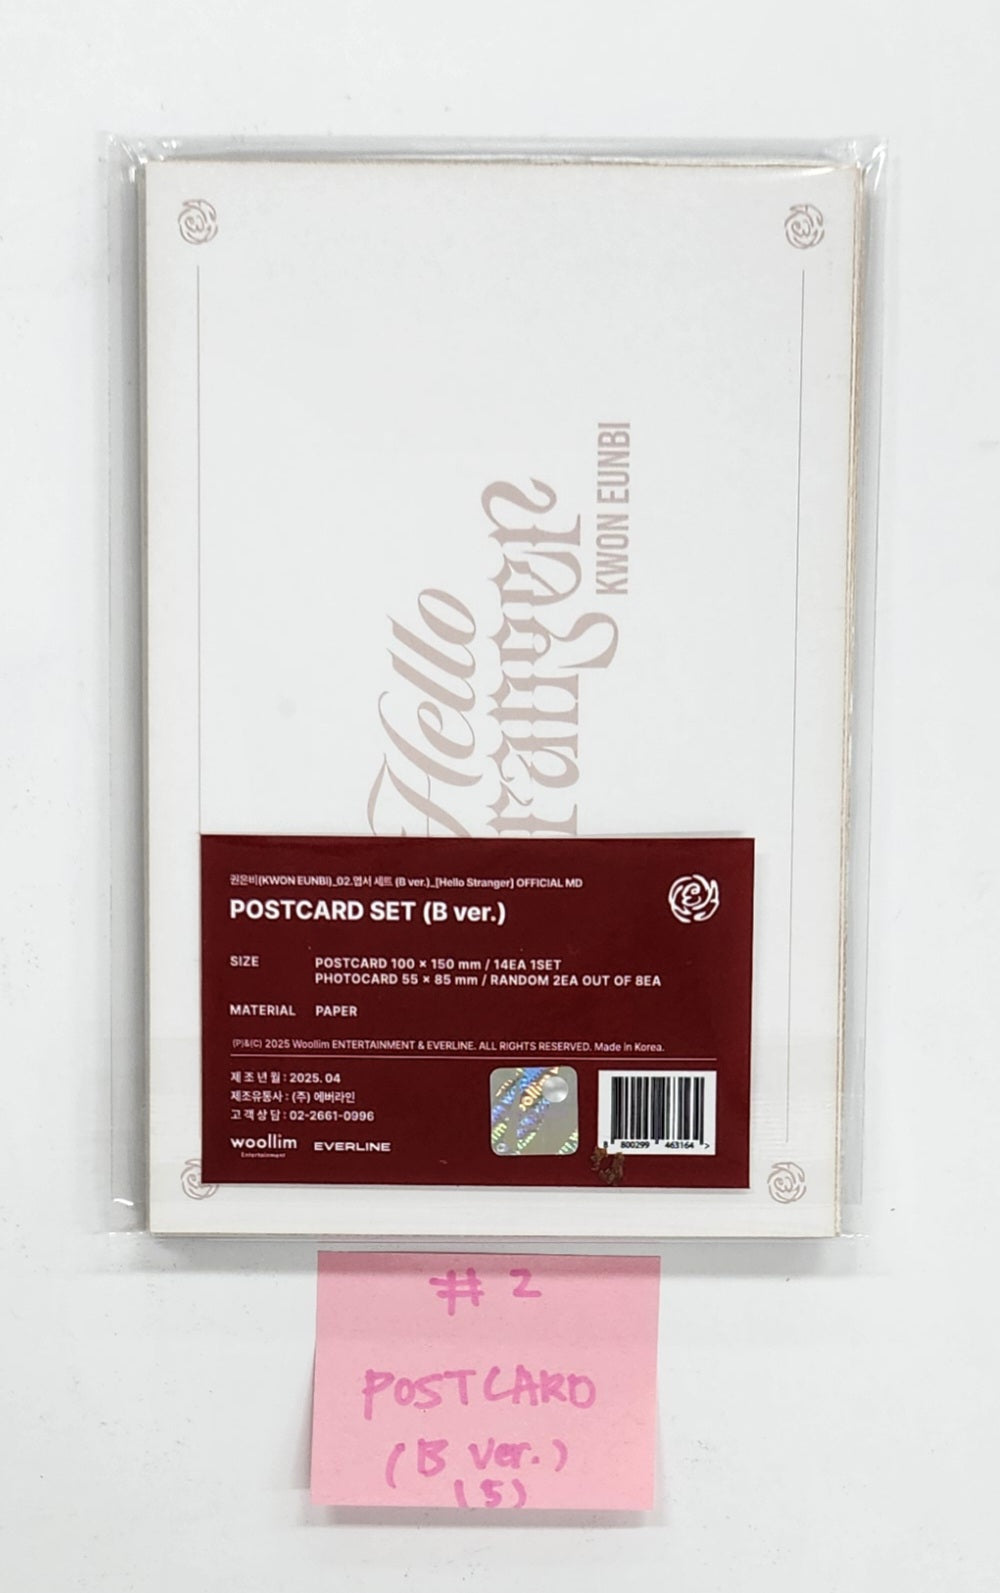 Hello
ranger
KWON EUNBI
권은비(KWON EUNBI)_02.엽서 세트 (B ver.)_[Hello Stranger] OFFICIAL MD
POSTCARD SET (B ver.)
SIZE POSTCARD 100 × 150 mm / 14EA 1SET
PHOTOCARD 55 × 85 mm / RANDOM 2EA OUT OF 8EA
MATERIAL PAPER
(P)&(C) 2025 Woollim ENTERTAINMENT & EVERLINE. ALL RIGHTS RESERVED. Made in Korea.
제조년월 : 2025. 04
제조유통사 : (주) 에버라인
고객상담 : 02-2661-0996
woollim
Entertainment
EVERLINE
8 800299 463164 >
# 2
POSTCARD
(B ver.)
(5)